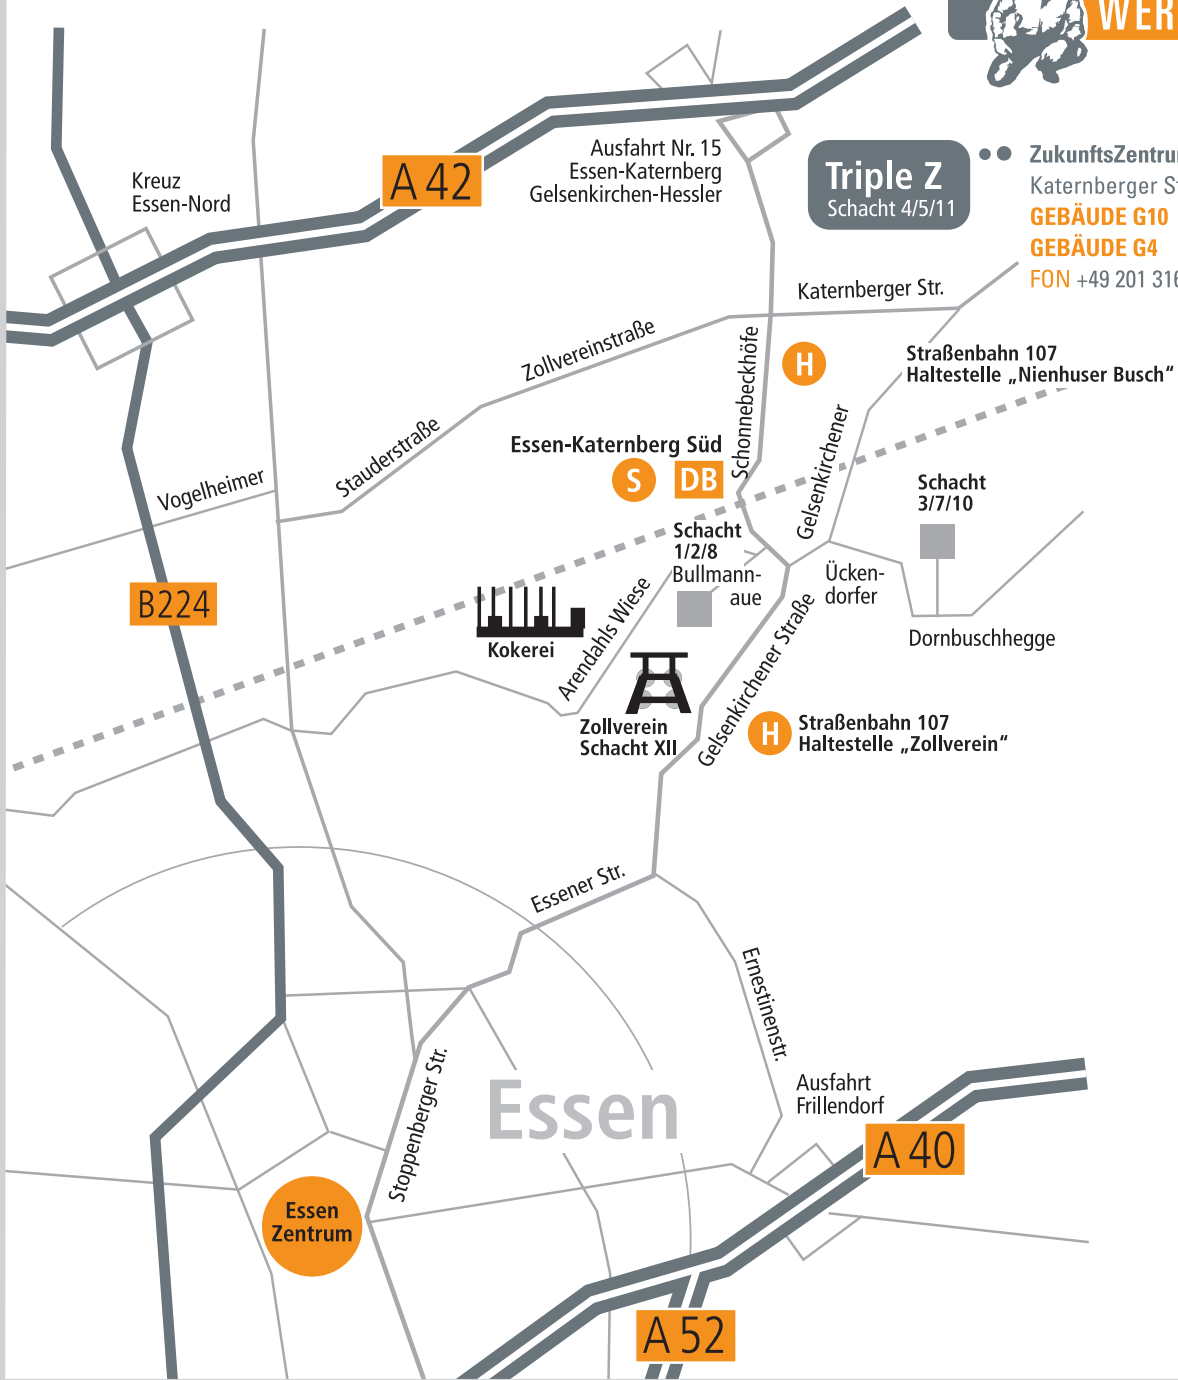 WER
Ausfahrt Nr. 15
Essen-Katernberg
Gelsenkirchen-Hessler
Kreuz
Essen-Nord
A 42
Triple Z
Schacht 4/5/11
Katernberger
GEBÄUDE G10
GEBÄUDE G4
FON +49 201 316
Katernberger Str.
Zollvereinstraße
Schonnebeckhöfe
H
Straßenbahn 107
Haltestelle „Nienhuser Busch“
Gelsenkirchener
Stauderstraße
Essen-Katernberg Süd
S
DB
Vogelheimer
Schacht
3/7/10
Schacht
1/2/8
Bullmann-
aue
Ücken-
dorfer
B224
Kokerei
Arendahls Wiese
Dornbuschhegge
Gelsenkirchener Straße
Zollverein
Schacht XII
H
Straßenbahn 107
Haltestelle „Zollverein“
Essener Str.
Ernestinenstr.
Stoppenberger Str.
Essen
Ausfahrt
Frillendorf
A 40
Essen
Zentrum
A 52